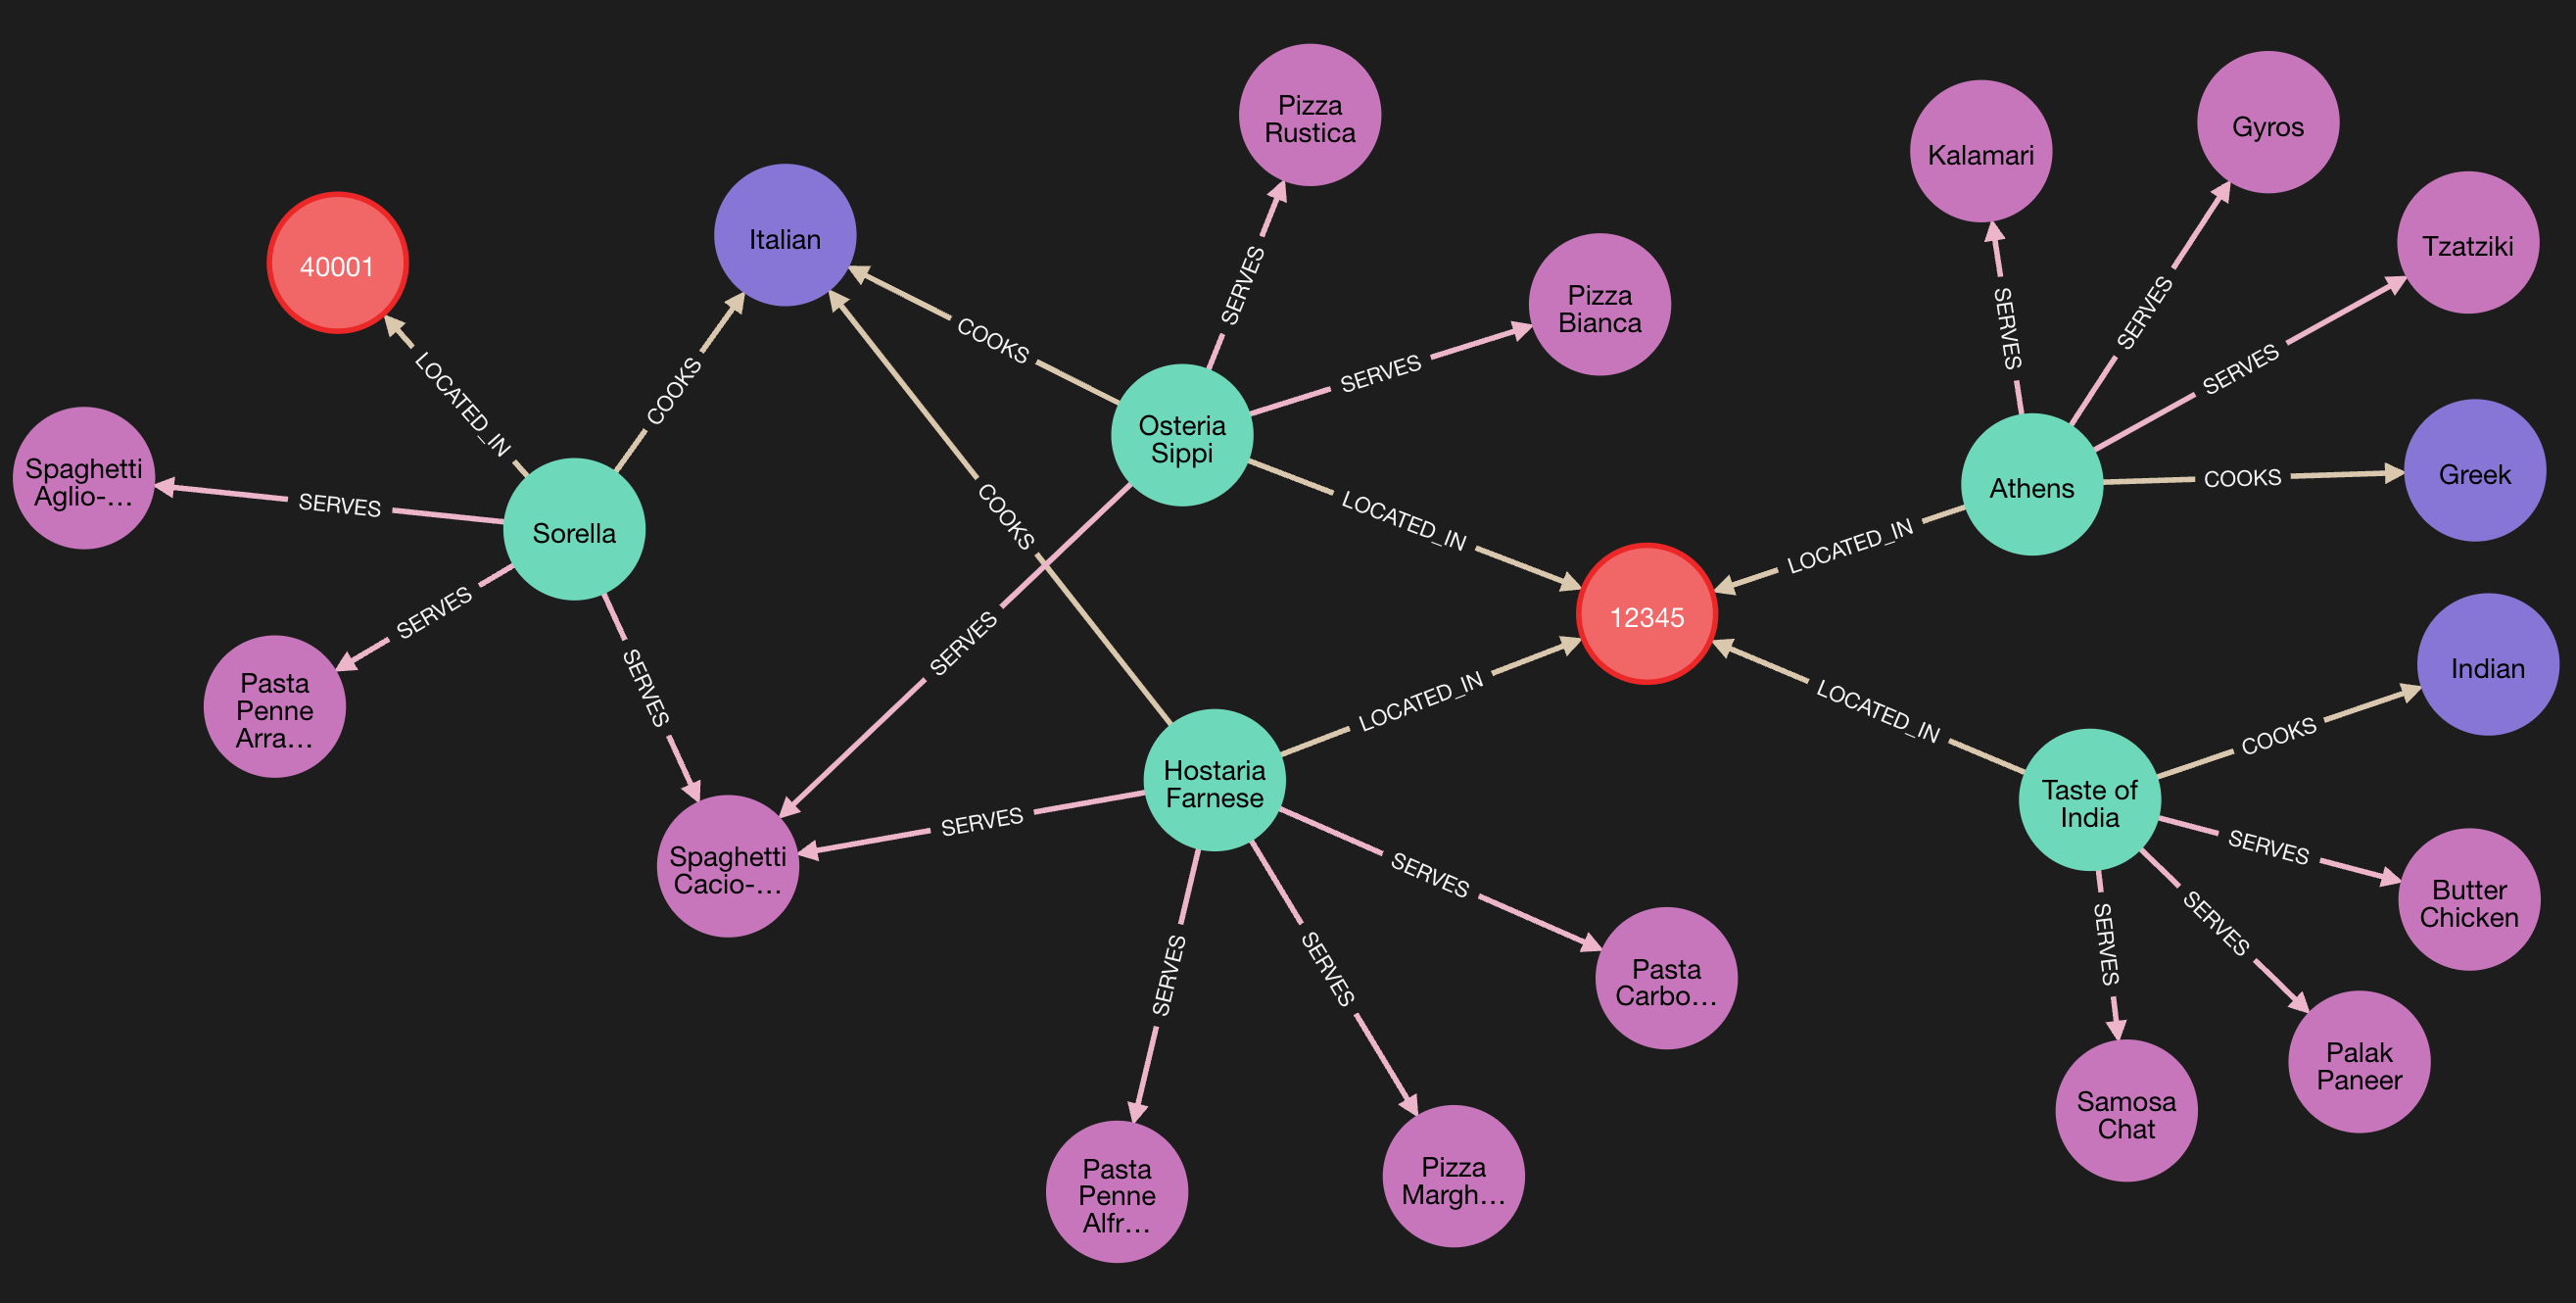 Pizza
Rustica
Kalamari
Gyros
Tzatziki
Italian
40001
Pizza
Bianca
SERVES
SERVES
SERVES
SERVES
SERVES
COOKS
COOKS
LOCATED_IN
Osteria
Sippi
Spaghetti
Aglio-...
SERVES
Sorella
COOKS
LOCATED_IN
LOCATED_IN
Athens
COOKS
Greek
SERVES
SERVES
SERVES
12345
Pasta
Penne
Arra...
LOCATED_IN
LOCATED_IN
COOKS
Indian
Hostaria
Farnese
Taste of
India
SERVES
SERVES
SERVES
Spaghetti
Cacio-...
Butter
Chicken
SERVES
SERVES
SERVES
SERVES
Pasta
Carbo...
Palak
Paneer
Samosa
Chat
Pasta
Penne
Alfr...
Pizza
Margh...